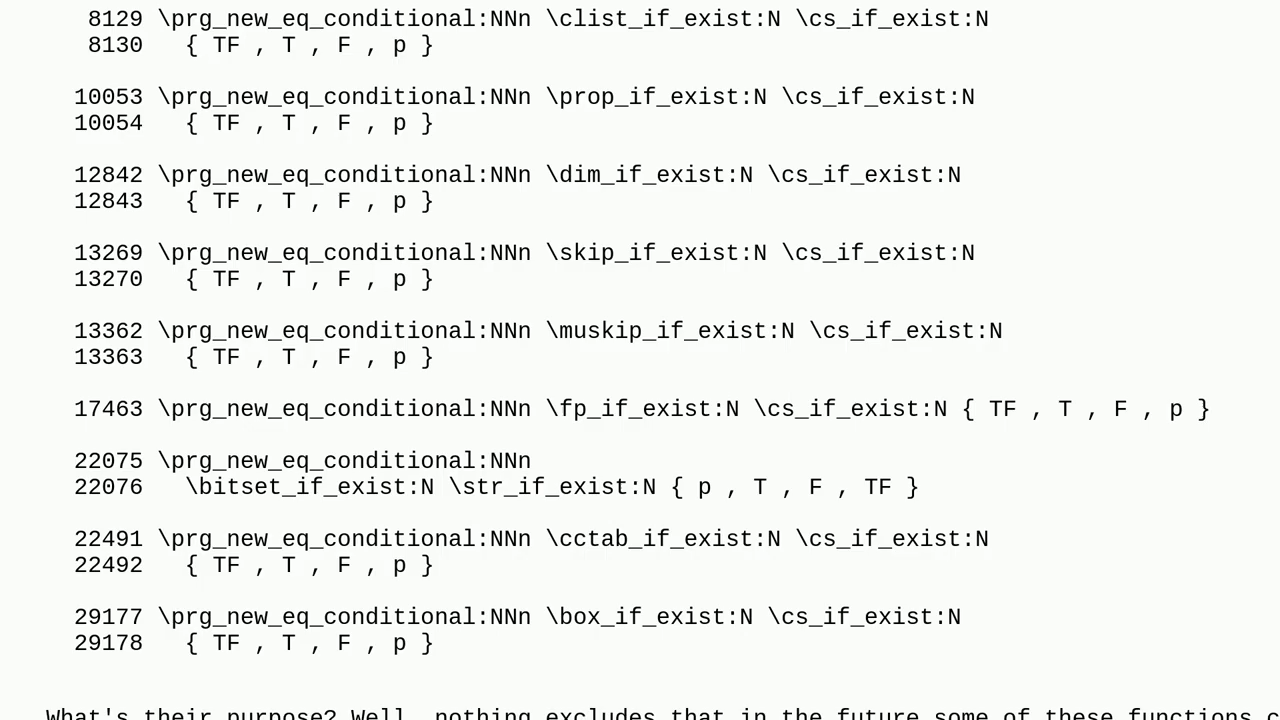 8129 \prg_new_eq_conditional:NNn \clist_if_exist:N \cs_if_exist:N
8130   { TF , T , F , p }
10053 \prg_new_eq_conditional:NNn \prop_if_exist:N \cs_if_exist:N
10054   { TF , T , F , p }
12842 \prg_new_eq_conditional:NNn \dim_if_exist:N \cs_if_exist:N
12843   { TF , T , F , p }
13269 \prg_new_eq_conditional:NNn \skip_if_exist:N \cs_if_exist:N
13270   { TF , T , F , p }
13362 \prg_new_eq_conditional:NNn \muskip_if_exist:N \cs_if_exist:N
13363   { TF , T , F , p }
17463 \prg_new_eq_conditional:NNn \fp_if_exist:N \cs_if_exist:N { TF , T , F , p }
22075 \prg_new_eq_conditional:NNn
22076   \bitset_if_exist:N \str_if_exist:N { p , T , F , TF }
22491 \prg_new_eq_conditional:NNn \cctab_if_exist:N \cs_if_exist:N
22492   { TF , T , F , p }
29177 \prg_new_eq_conditional:NNn \box_if_exist:N \cs_if_exist:N
29178   { TF , T , F , p }
What's their purpose? Well, nothing excludes that in the future some of these functions